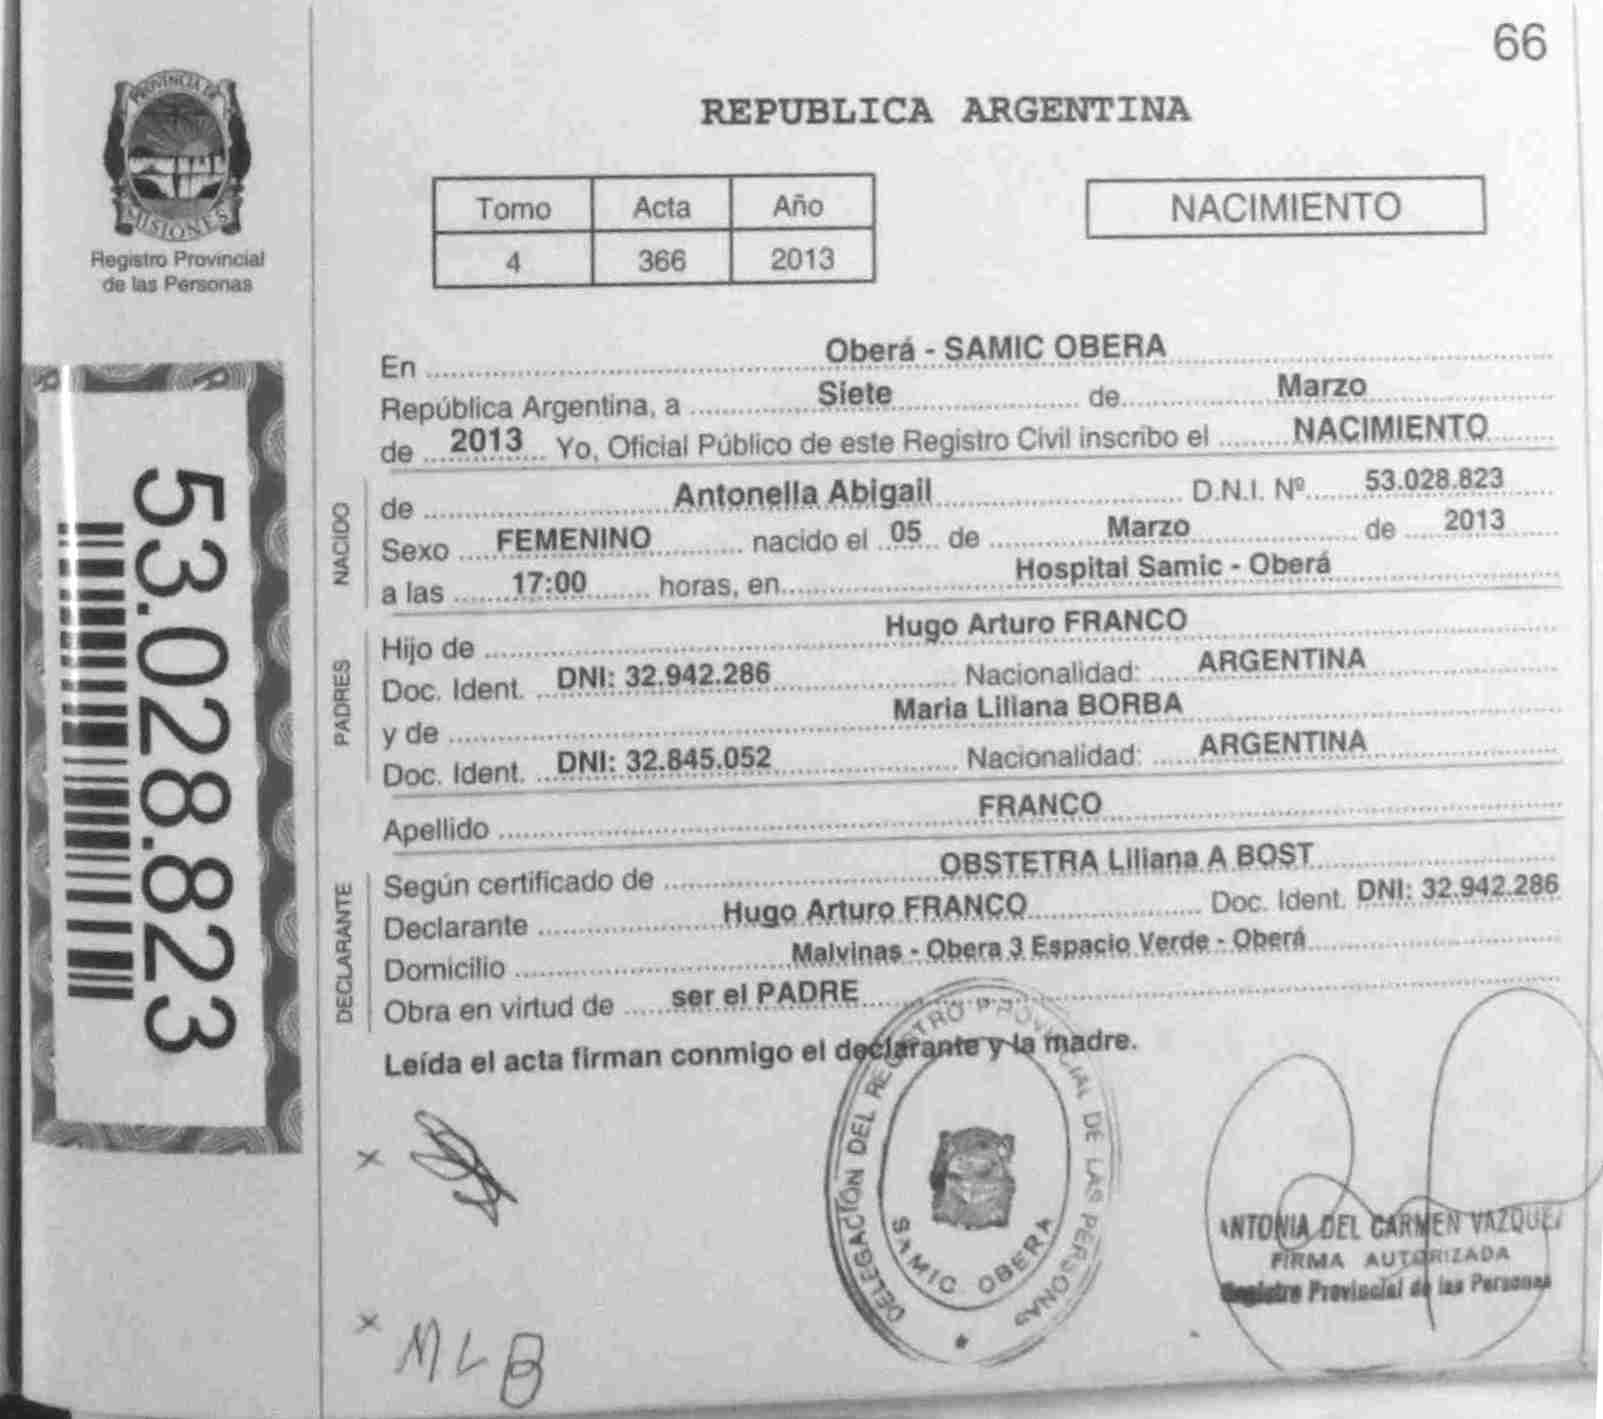 66
PROVINCIA DE
MISIONES
Registro Provincial
de las Personas
REPUBLICA ARGENTINA
Tomo Acta Año
4 366 2013
NACIMIENTO
53.028.823
En Oberá - SAMIC OBERA
República Argentina, a Siete de Marzo
de 2013 Yo, Oficial Público de este Registro Civil inscribo el NACIMIENTO
NACIDO
de Antonella Abigail D.N.I. Nº 53.028.823
Sexo FEMENINO nacido el 05 de Marzo de 2013
a las 17:00 horas, en Hospital Samic - Oberá
PADRES
Hijo de Hugo Arturo FRANCO
Doc. Ident. DNI: 32.942.286 Nacionalidad: ARGENTINA
y de Maria Liliana BORBA
Doc. Ident. DNI: 32.845.052 Nacionalidad: ARGENTINA
Apellido FRANCO
DECLARANTE
Según certificado de OBSTETRA Liliana A BOST
Declarante Hugo Arturo FRANCO Doc. Ident. DNI: 32.942.286
Domicilio Malvinas - Obera 3 Espacio Verde - Oberá
Obra en virtud de ser el PADRE
Leída el acta firman conmigo el declarante y la madre.
DELEGACIÓN DEL REGISTRO PROVINCIAL DE LAS PERSONAS
SAMIC OBERA
x
x MLB
ANTONIA DEL CARMEN VAZQUEZ
FIRMA AUTORIZADA
Registro Provincial de las Personas